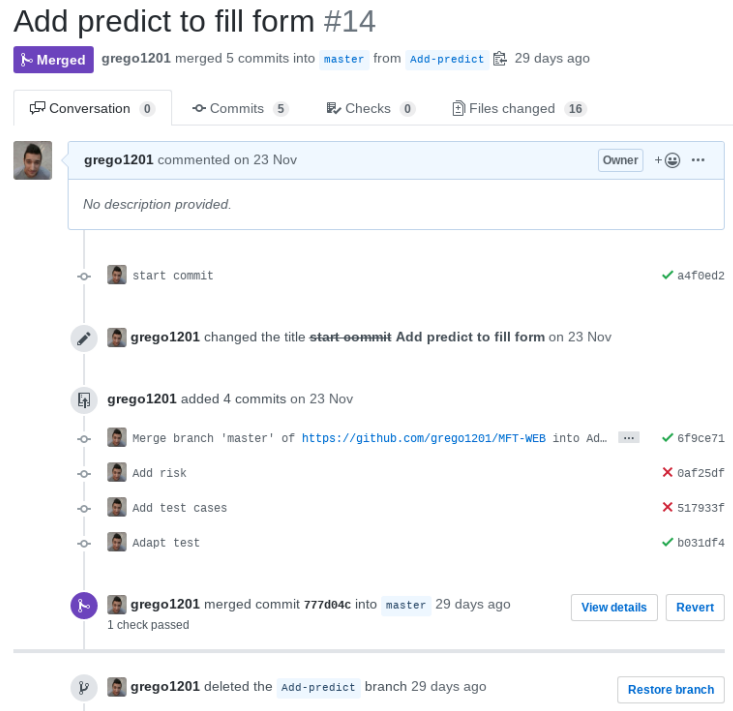 Add predict to fill form #14
Merged grego1201 merged 5 commits into master from Add-predict 29 days ago
Conversation 0 Commits 5 Checks 0 Files changed 16
grego1201 commented on 23 Nov Owner + ...
No description provided.
start commit a4f0ed2
grego1201 changed the title start commit Add predict to fill form on 23 Nov
grego1201 added 4 commits on 23 Nov
Merge branch 'master' of https://github.com/grego1201/MFT-WEB into Ad… ... 6f9ce71
Add risk 0af25df
Add test cases 517933f
Adapt test b031df4
grego1201 merged commit 777d04c into master 29 days ago View details Revert
1 check passed
grego1201 deleted the Add-predict branch 29 days ago Restore branch